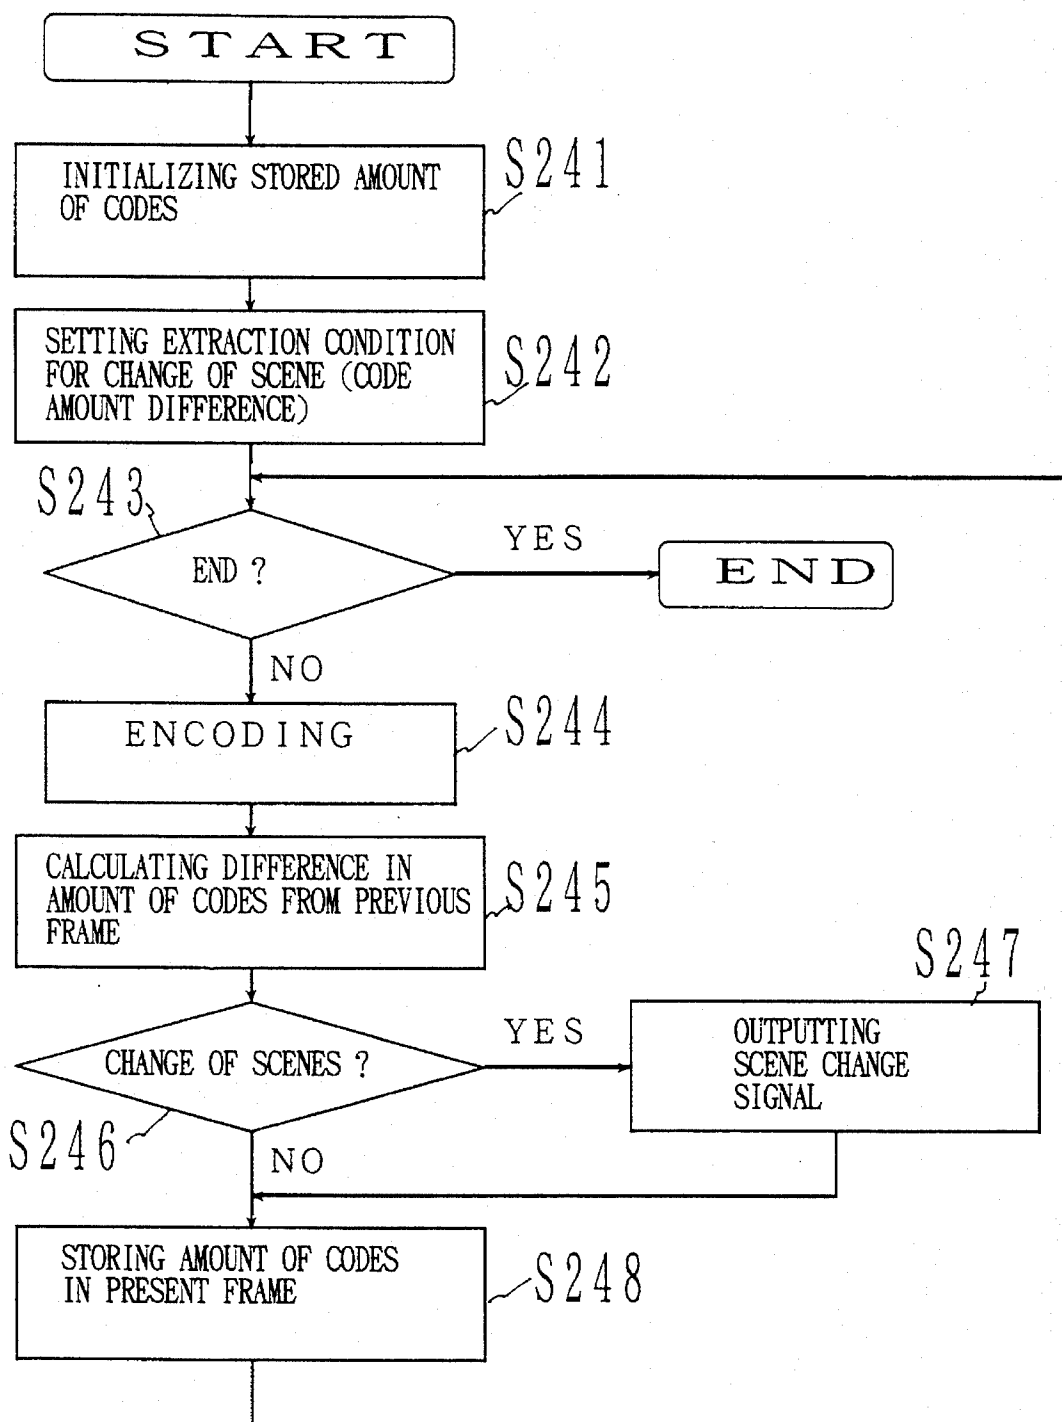 START
S241
INITIALIZING STORED AMOUNT
OF CODES
S242
SETTING EXTRACTION CONDITION
FOR CHANGE OF SCENE (CODE
AMOUNT DIFFERENCE)
S243
END ?
YES
END
NO
S244
ENCODING
S245
CALCULATING DIFFERENCE IN
AMOUNT OF CODES FROM PREVIOUS
FRAME
S246
CHANGE OF SCENES ?
YES
S247
OUTPUTTING
SCENE CHANGE
SIGNAL
NO
S248
STORING AMOUNT OF CODES
IN PRESENT FRAME